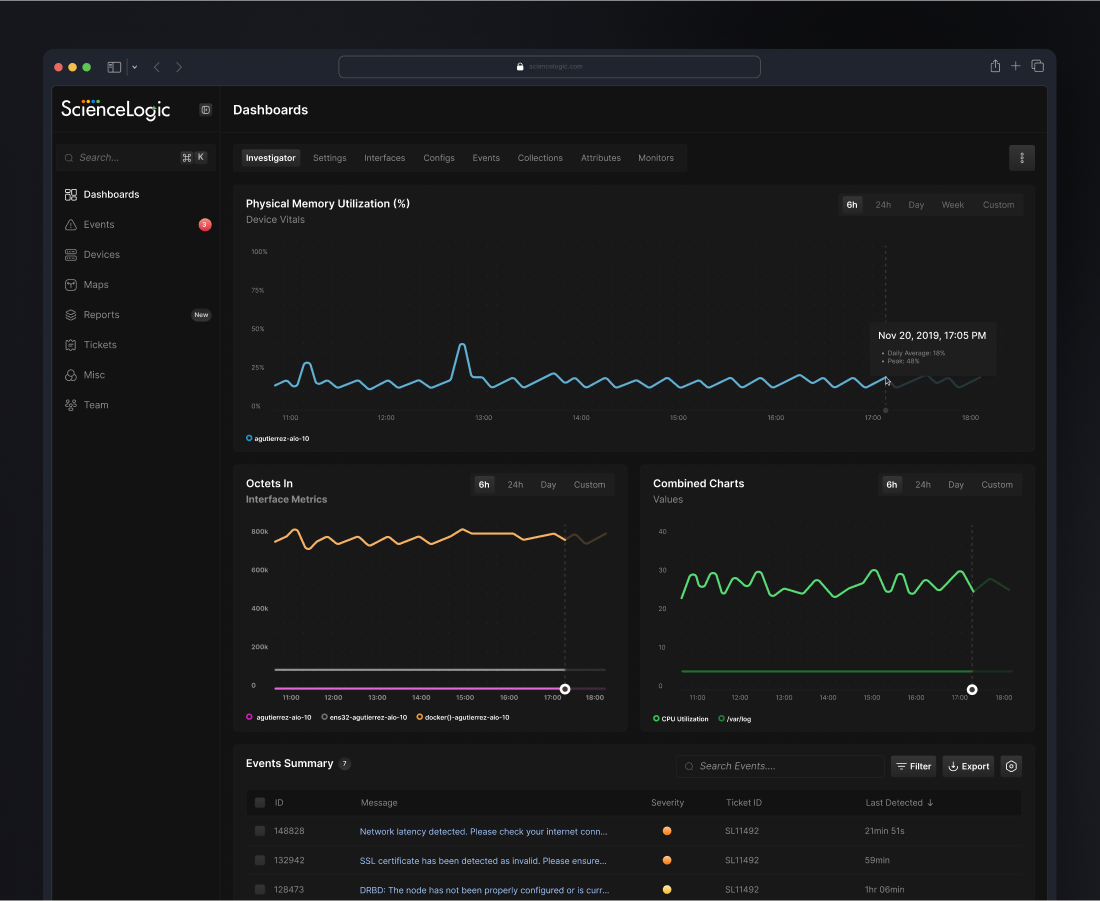 sciencelogic.com
ScienceLogic
Dashboards
Search...
⌘ K
Dashboards
Events
3
Devices
Maps
Reports
New
Tickets
Misc
Team
Investigator Settings Interfaces Configs Events Collections Attributes Monitors
Physical Memory Utilization (%)
Device Vitals
6h 24h Day Week Custom
100%
75%
50%
25%
0%
Nov 20, 2019, 17:05 PM
• Daily Average: 18%
• Peak: 48%
11:00 12:00 13:00 14:00 15:00 16:00 17:00 18:00
agutierrez-aio-10
Octets In
Interface Metrics
6h 24h Day Custom
800k
600k
400k
200k
0
11:00 12:00 13:00 14:00 15:00 16:00 17:00 18:00
agutierrez-aio-10 ens32-agutierrez-aio-10 docker()-agutierrez-aio-10
Combined Charts
Values
6h 24h Day Custom
40
30
20
10
0
11:00 12:00 13:00 14:00 15:00 16:00 17:00 18:00
CPU Utilization /var/log
Events Summary 7
Search Events....
Filter
Export
ID Message Severity Ticket ID Last Detected ↓
148828 Network latency detected. Please check your internet conn... SL11492 21min 51s
132942 SSL certificate has been detected as invalid. Please ensure... SL11492 59min
128473 DRBD: The node has not been properly configured or is curr... SL11492 1hr 06min